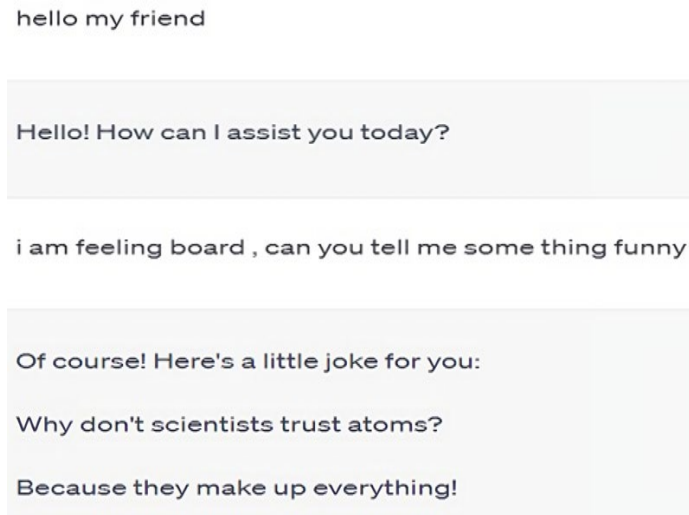 hello my friend
Hello! How can I assist you today?
i am feeling board , can you tell me some thing funny
Of course! Here's a little joke for you:
Why don't scientists trust atoms?
Because they make up everything!